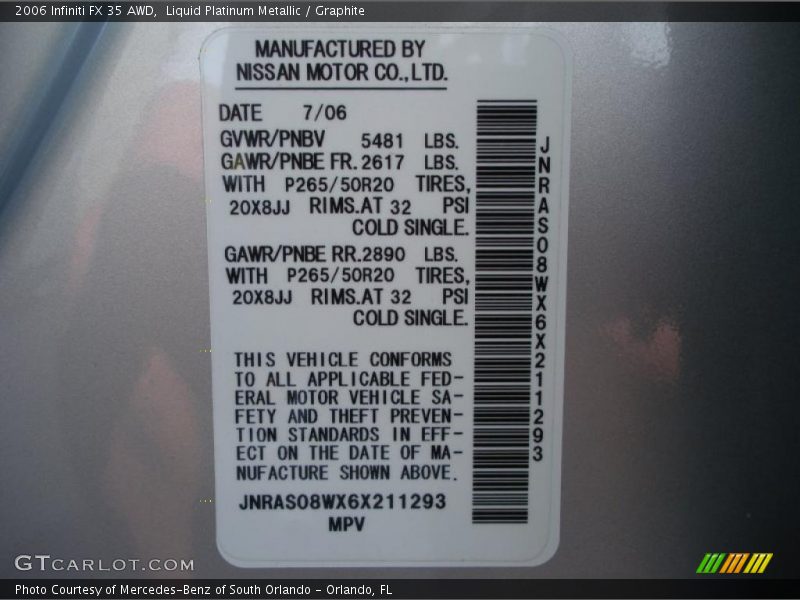 2006 Infiniti FX 35 AWD,  Liquid Platinum Metallic / Graphite
MANUFACTURED BY
NISSAN MOTOR CO.,LTD.
DATE 7/06
GVWR/PNBV 5481 LBS.
GAWR/PNBE FR.2617 LBS.
WITH P265/50R20 TIRES,
20X8JJ RIMS.AT 32 PSI
COLD SINGLE.
GAWR/PNBE RR.2890 LBS.
WITH P265/50R20 TIRES,
20X8JJ RIMS.AT 32 PSI
COLD SINGLE.
THIS VEHICLE CONFORMS
TO ALL APPLICABLE FED-
ERAL MOTOR VEHICLE SA-
FETY AND THEFT PREVEN-
TION STANDARDS IN EFF-
ECT ON THE DATE OF MA-
NUFACTURE SHOWN ABOVE.
JNRAS08WX6X211293
MPV
JNRAS08WX6X211293
GTCARLOT.COM
Photo Courtesy of Mercedes-Benz of South Orlando - Orlando, FL